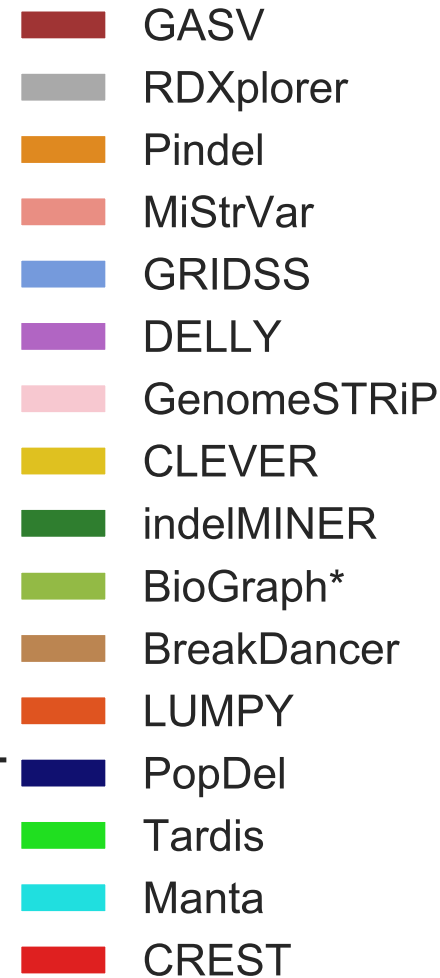 GASV
RDXplorer
Pindel
MiStrVar
GRIDSS
DELLY
GenomeSTRiP
CLEVER
indelMINER
BioGraph*
BreakDancer
LUMPY
PopDel
Tardis
Manta
CREST